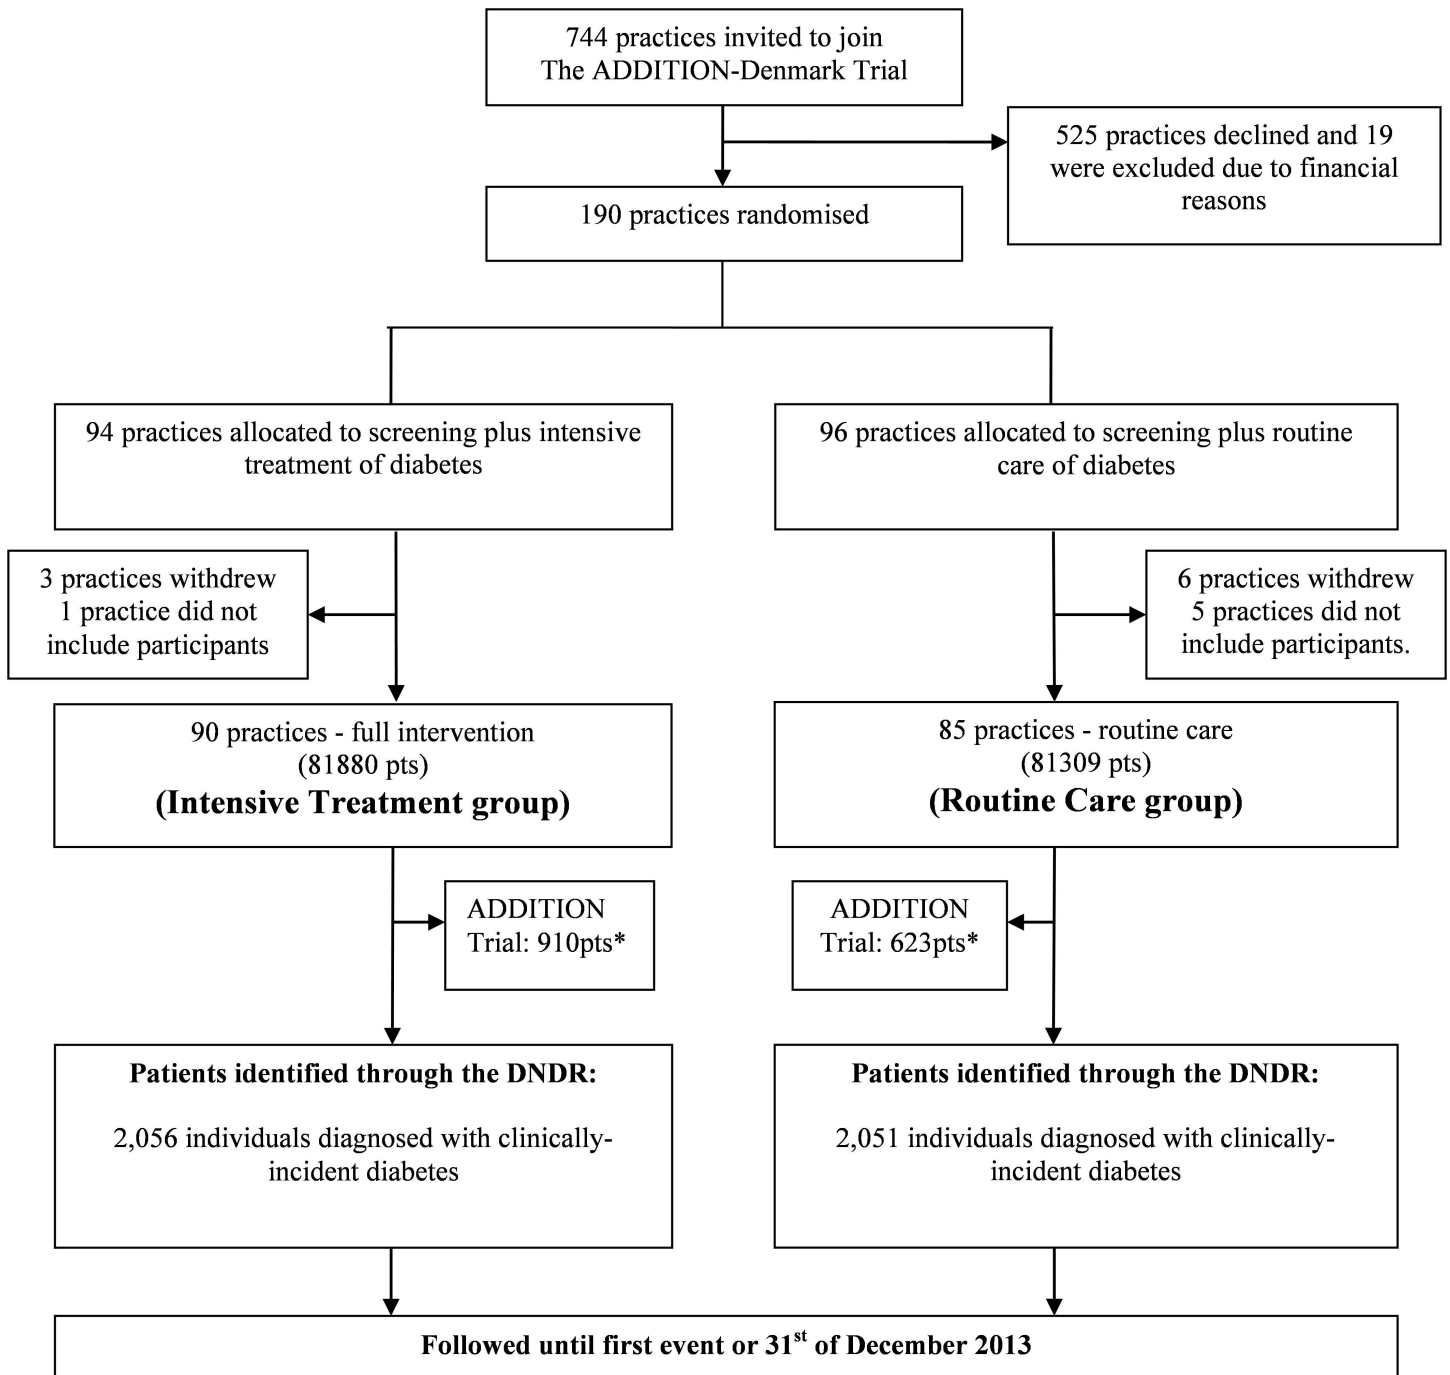 744 practices invited to join
The ADDITION-Denmark Trial
525 practices declined and 19
were excluded due to financial
reasons
190 practices randomised
94 practices allocated to screening plus intensive
treatment of diabetes
96 practices allocated to screening plus routine
care of diabetes
3 practices withdrew
1 practice did not
include participants
6 practices withdrew
5 practices did not
include participants.
90 practices - full intervention
(81880 pts)
(Intensive Treatment group)
85 practices - routine care
(81309 pts)
(Routine Care group)
ADDITION
Trial: 910pts*
ADDITION
Trial: 623pts*
Patients identified through the DNDR:
2,056 individuals diagnosed with clinically-
incident diabetes
Patients identified through the DNDR:
2,051 individuals diagnosed with clinically-
incident diabetes
Followed until first event or 31st of December 2013